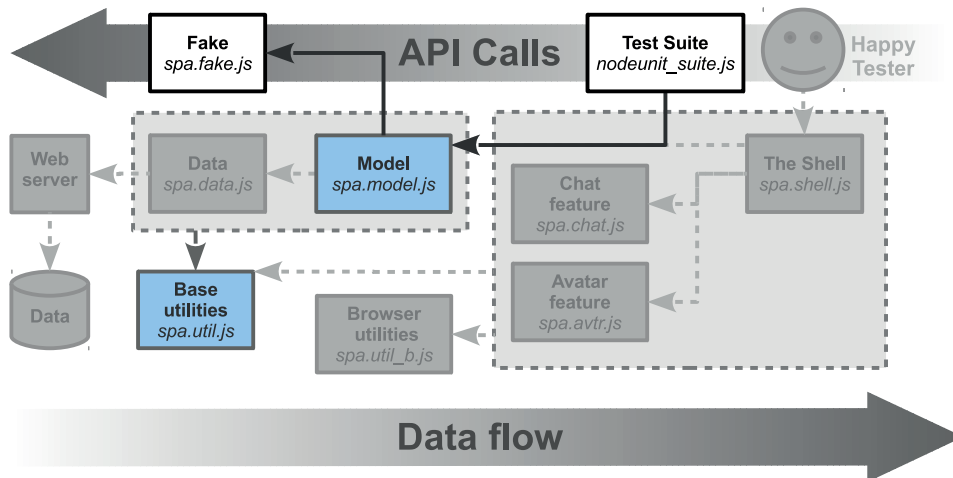 API Calls
Fake
spa.fake.js
Test Suite
nodeunit_suite.js
Happy
Tester
Web
server
Data
spa.data.js
Model
spa.model.js
Chat
feature
spa.chat.js
The Shell
spa.shell.js
Data
Base
utilities
spa.util.js
Browser
utilities
spa.util_b.js
Avatar
feature
spa.avtr.js
Data flow